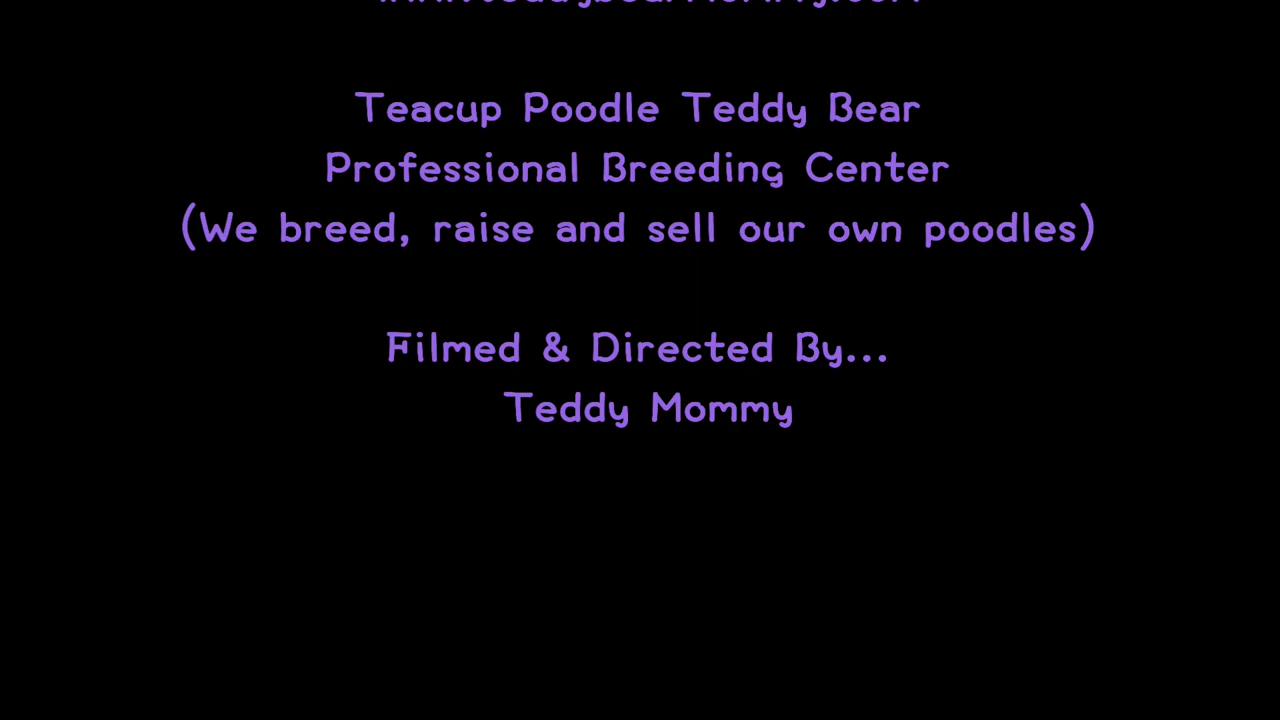 Teacup Poodle Teddy Bear
Professional Breeding Center
(We breed, raise and sell our own poodles)
Filmed & Directed By...
Teddy Mommy